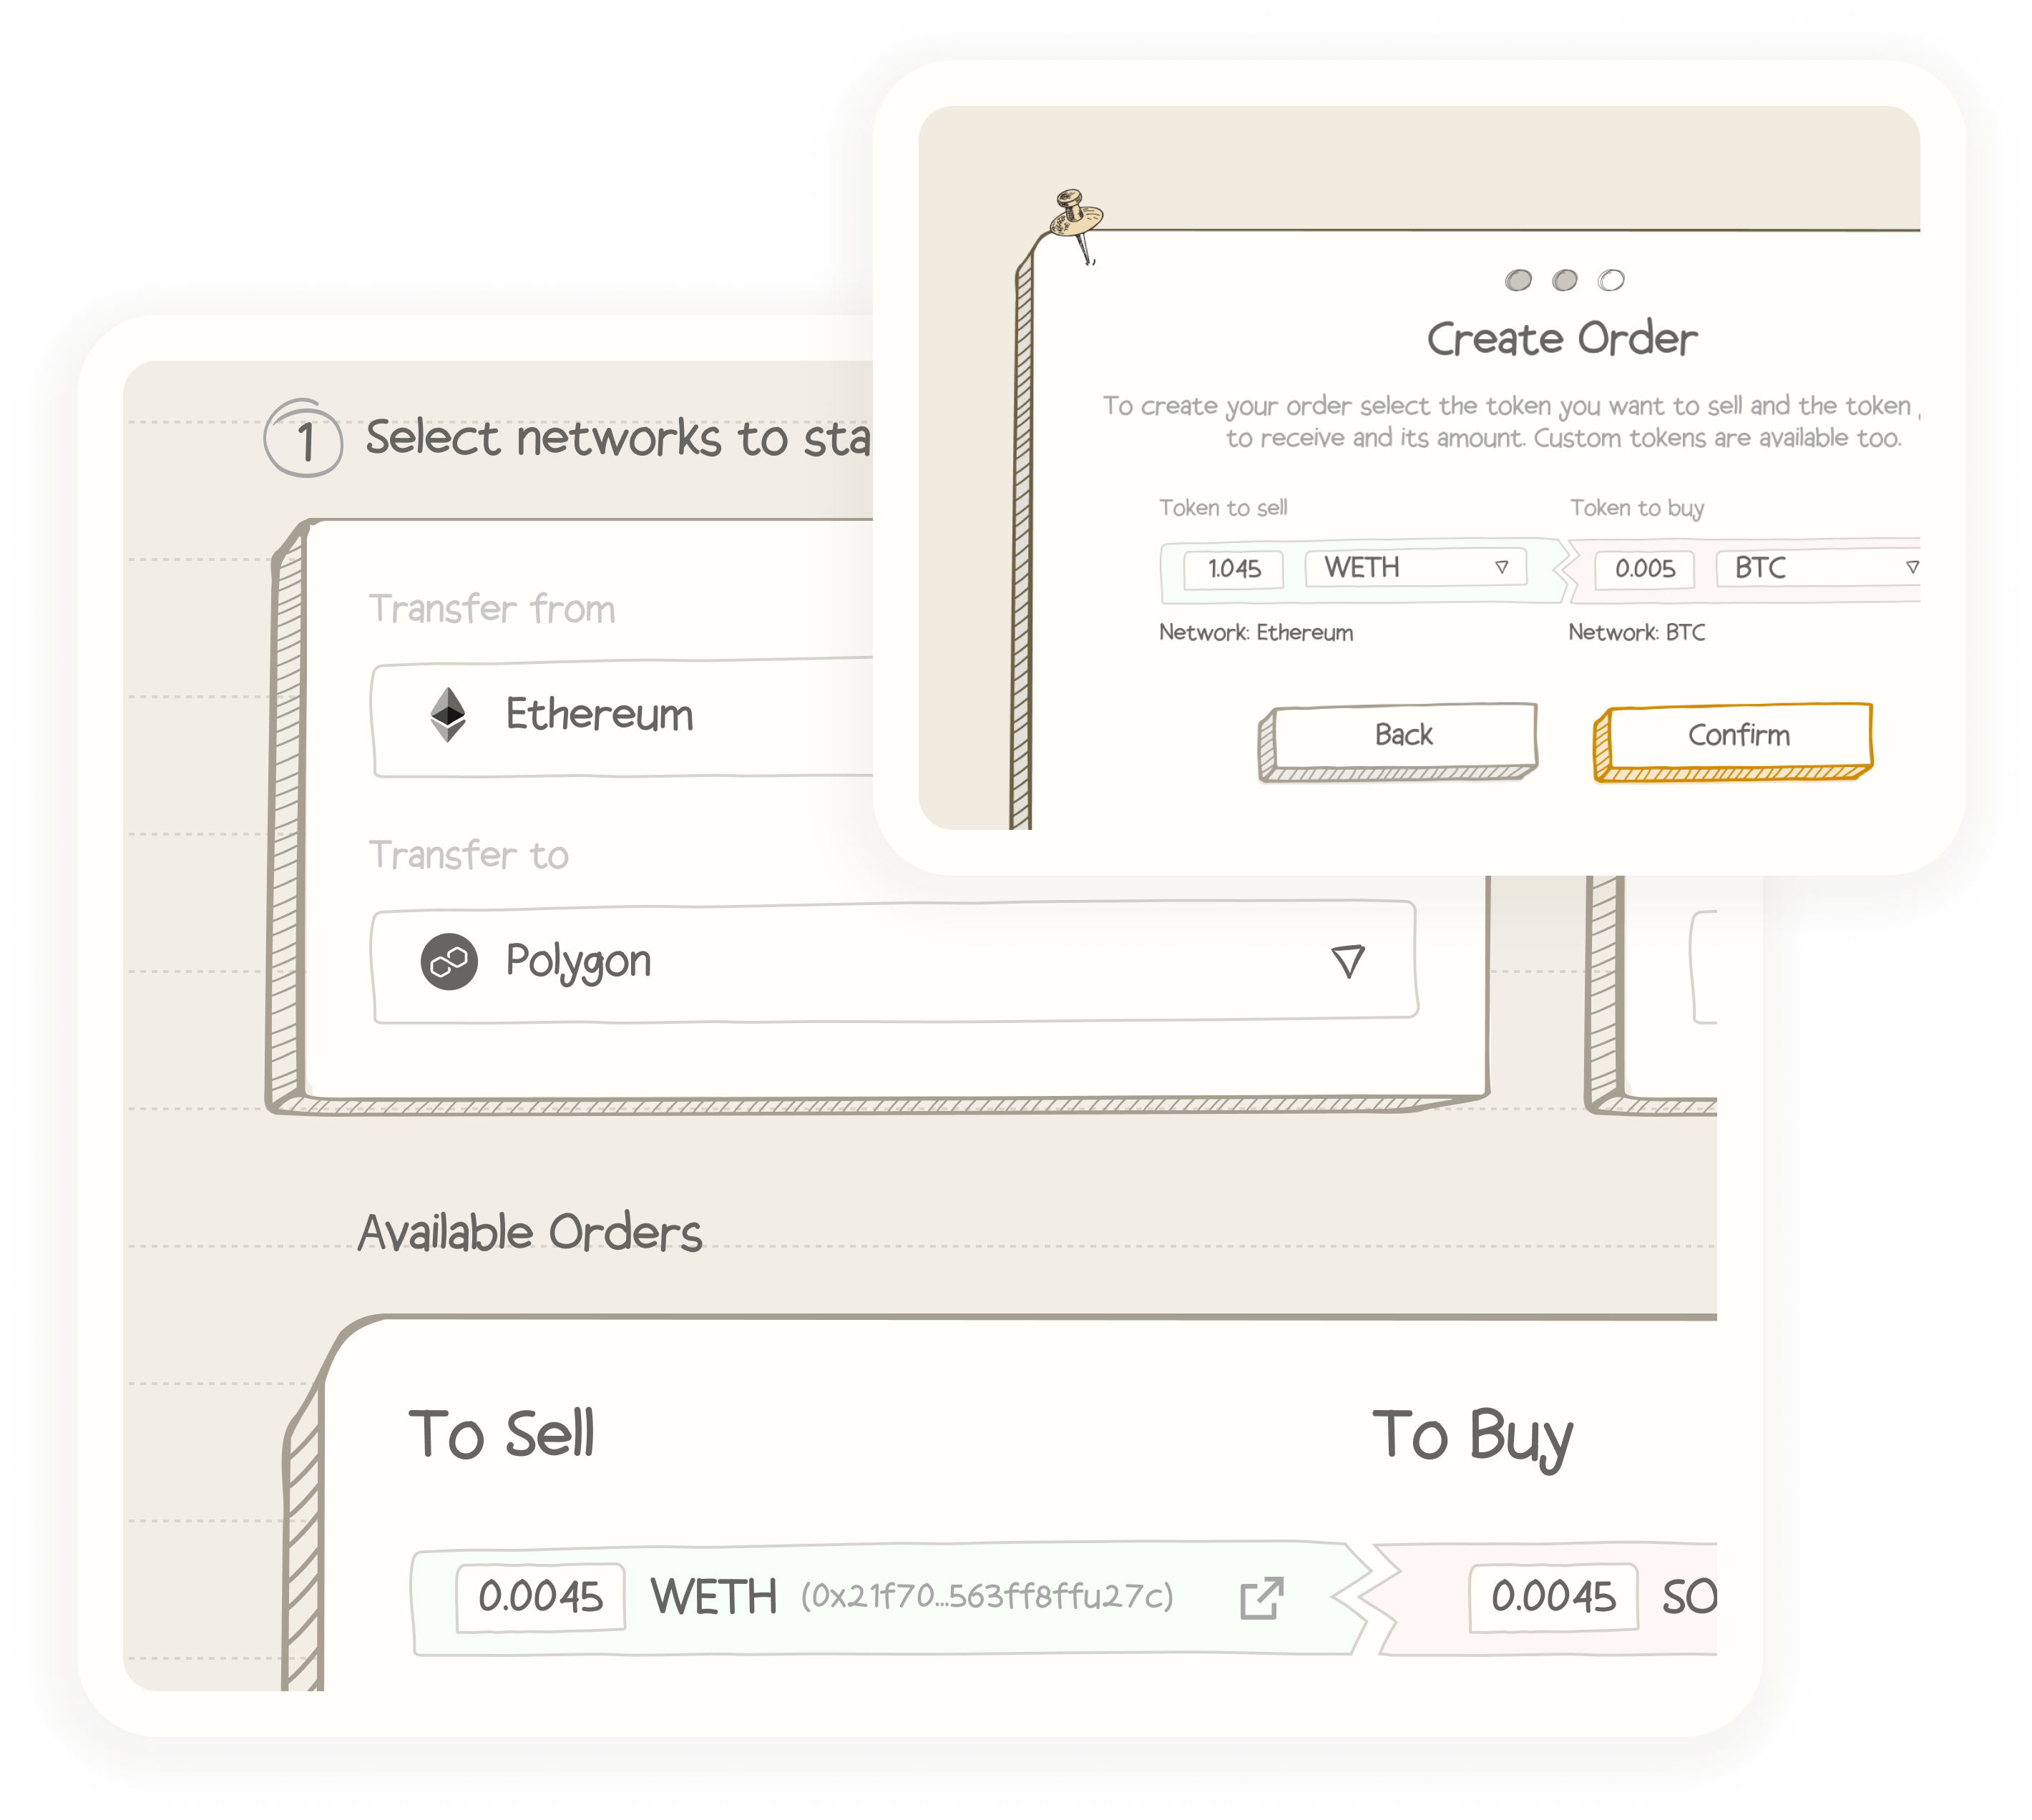 Create Order
To create your order select the token you want to sell and the token
to receive and its amount. Custom tokens are available too.
Token to sell Token to buy
1.045 WETH 0.005 BTC
Network: Ethereum Network: BTC
Back Confirm
1 Select networks to sta
Transfer from
Ethereum
Transfer to
Polygon
Available Orders
To Sell To Buy
0.0045 WETH (0x21f70...563ff8ffu27c) 0.0045 SO